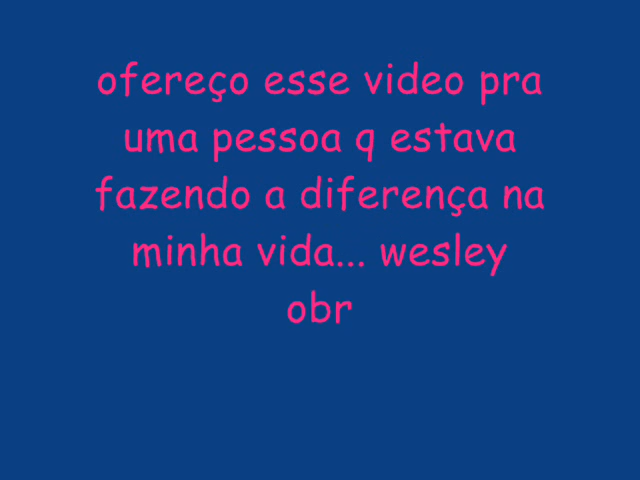 ofereço esse video pra
uma pessoa q estava
fazendo a diferença na
minha vida... wesley
obr